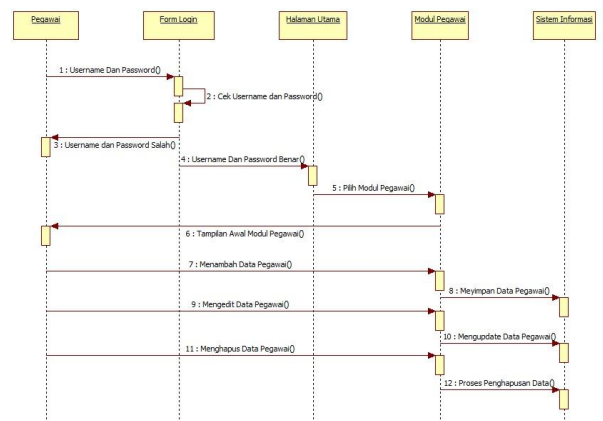 Pegawai
Form Login
Halaman Utama
Modul Pegawai
Sistem Informasi
1 : Username Dan Password()
2 : Cek Username dan Password()
3 : Username dan Password Salah()
4 : Username Dan Password Benar()
5 : Pilih Modul Pegawai()
6 : Tampilan Awal Modul Pegawai()
7 : Menambah Data Pegawai()
8 : Meyimpan Data Pegawai()
9 : Mengedit Data Pegawai()
10 : Mengupdate Data Pegawai()
11 : Menghapus Data Pegawai()
12 : Proses Penghapusan Data()